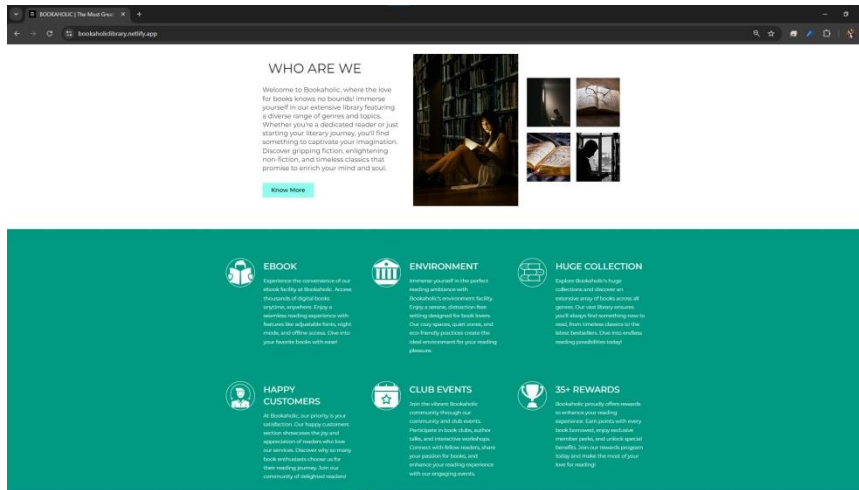 BOOKAHOLIC | The Most Grea
bookaholiclibrary.netlify.app
WHO ARE WE
Welcome to Bookaholic, where the love
for books knows no bounds! Immerse
yourself in our extensive library featuring
a diverse range of genres and topics.
Whether you're a dedicated reader or just
starting your literary journey, you'll find
something to captivate your imagination.
Discover gripping fiction, enlightening
non-fiction, and timeless classics that
promise to enrich your mind and soul.
Know More
EBOOK
Experience the convenience of our
ebook facility at Bookaholic. Access
thousands of digital books
anytime, anywhere. Enjoy a
seamless reading experience with
features like adjustable fonts, night
mode, and offline access. Dive into
your favorite books with ease!
ENVIRONMENT
Immerse yourself in the perfect
reading ambiance with
Bookaholic's environment facility.
Enjoy a serene, distraction-free
setting designed for book lovers.
Our cozy spaces, quiet zones, and
eco-friendly practices create the
ideal environment for your reading
pleasure.
HUGE COLLECTION
Explore Bookaholic's huge
collections and discover an
extensive array of books across all
genres. Our vast library ensures
you'll always find something new to
read, from timeless classics to the
latest bestsellers. Dive into endless
reading possibilities today!
HAPPY
CUSTOMERS
At Bookaholic, our priority is your
satisfaction. Our happy customers
section showcases the joy and
appreciation of readers who love
our services. Discover why so many
book enthusiasts choose us for
their reading journey. Join our
community of delighted readers!
CLUB EVENTS
Join the vibrant Bookaholic
community through our
community and club events.
Participate in book clubs, author
talks, and interactive workshops.
Connect with fellow readers, share
your passion for books, and
enhance your reading experience
with our engaging events.
35+ REWARDS
Bookaholic proudly offers rewards
to enhance your reading
experience. Earn points with every
book borrowed, enjoy exclusive
member perks, and unlock special
benefits. Join our rewards program
today and make the most of your
love for reading!